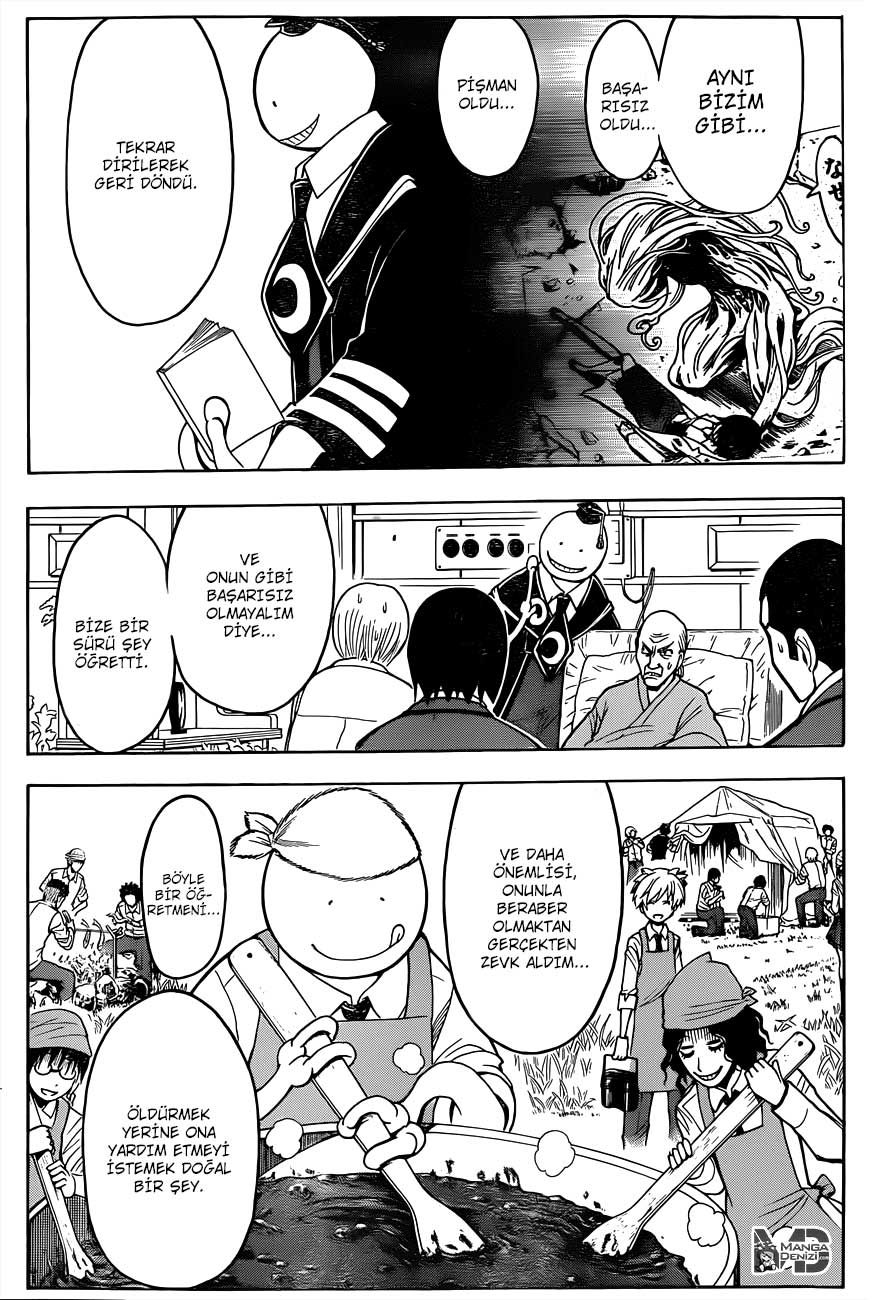 AYNI
BİZİM
GİBİ...
BAŞA-
RISIZ
OLDU...
PİŞMAN
OLDU...
TEKRAR
DİRİLEREK
GERİ DÖNDÜ.
なぜ
VE
ONUN GİBİ
BAŞARISIZ
OLMAYALIM
DİYE...
BİZE BİR
SÜRÜ ŞEY
ÖĞRETTİ.
VE DAHA
ÖNEMLİSİ,
ONUNLA
BERABER
OLMAKTAN
GERÇEKTEN
ZEVK ALDIM...
BÖYLE
BİR ÖĞ-
RETMENİ...
ÖLDÜRMEK
YERİNE ONA
YARDIM ETMEYİ
İSTEMEK DOĞAL
BİR ŞEY.
MANGA
DENİZİ